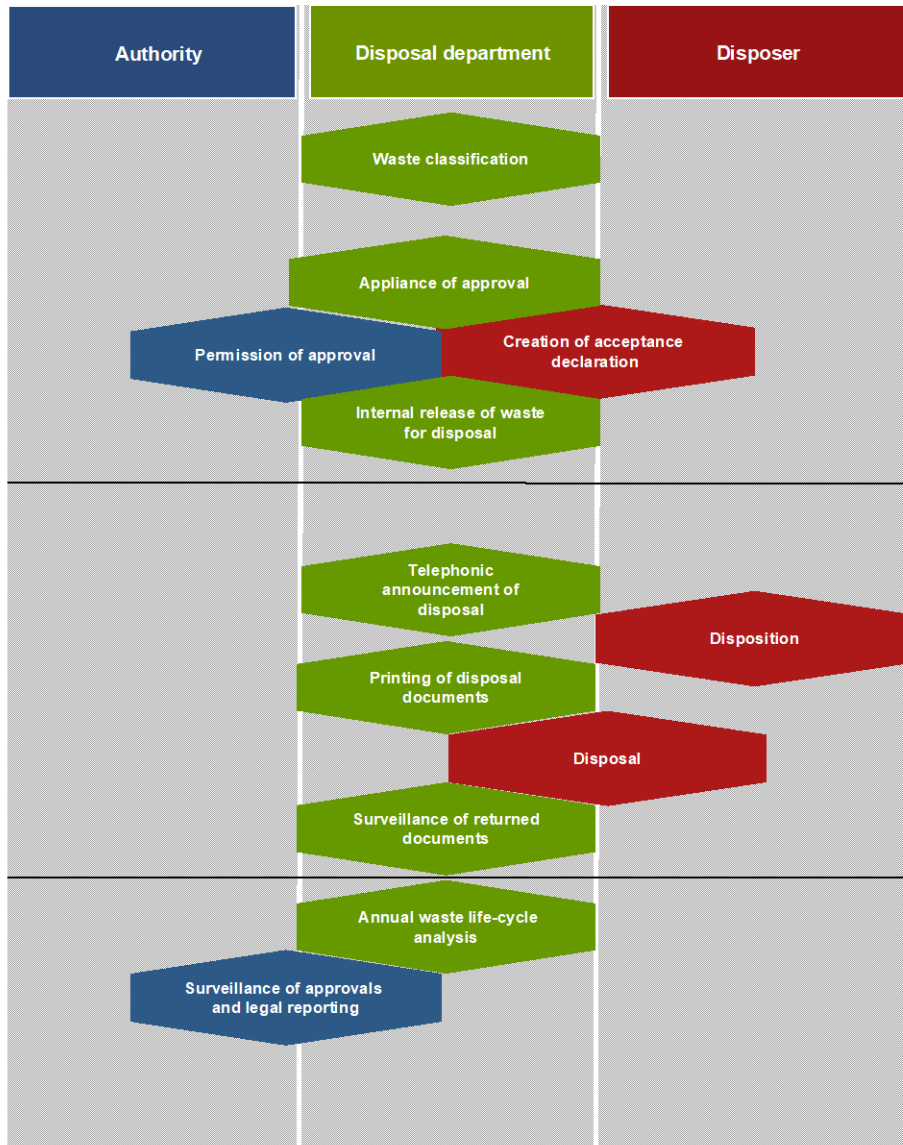 Authority
Disposal department
Disposer
Waste classification
Appliance of approval
Permission of approval
Creation of acceptance
declaration
Internal release of waste
for disposal
Telephonic
announcement of
disposal
Disposition
Printing of disposal
documents
Disposal
Surveillance of returned
documents
Annual waste life-cycle
analysis
Surveillance of approvals
and legal reporting